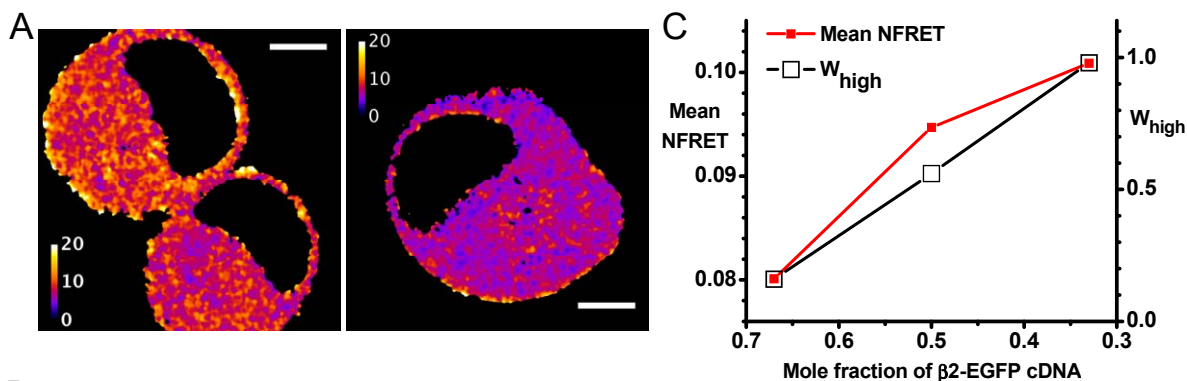 A
20
10
0
20
10
0
C
Mean NFRET
W high
0.10
0.09
0.08
Mean
NFRET
1.0
0.5
0.0
W high
0.7
0.6
0.5
0.4
0.3
Mole fraction of β2-EGFP cDNA